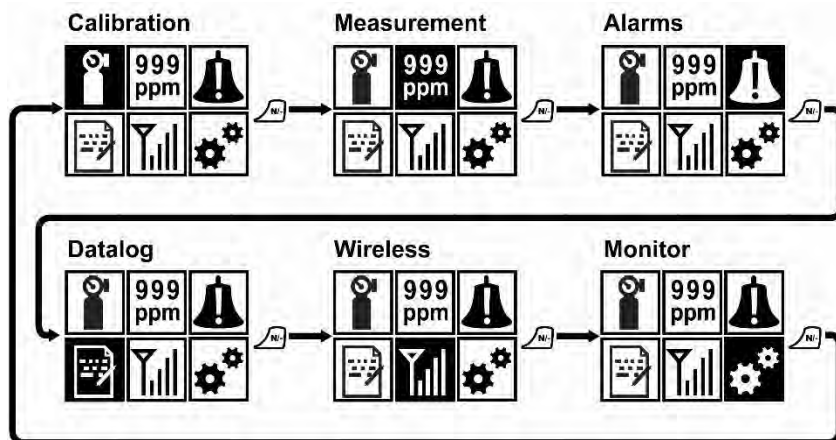 Calibration Measurement Alarms
999 ppm 999 ppm 999 ppm
N/- N/- N/-
Datalog Wireless Monitor
999 ppm 999 ppm 999 ppm
N/- N/- N/-